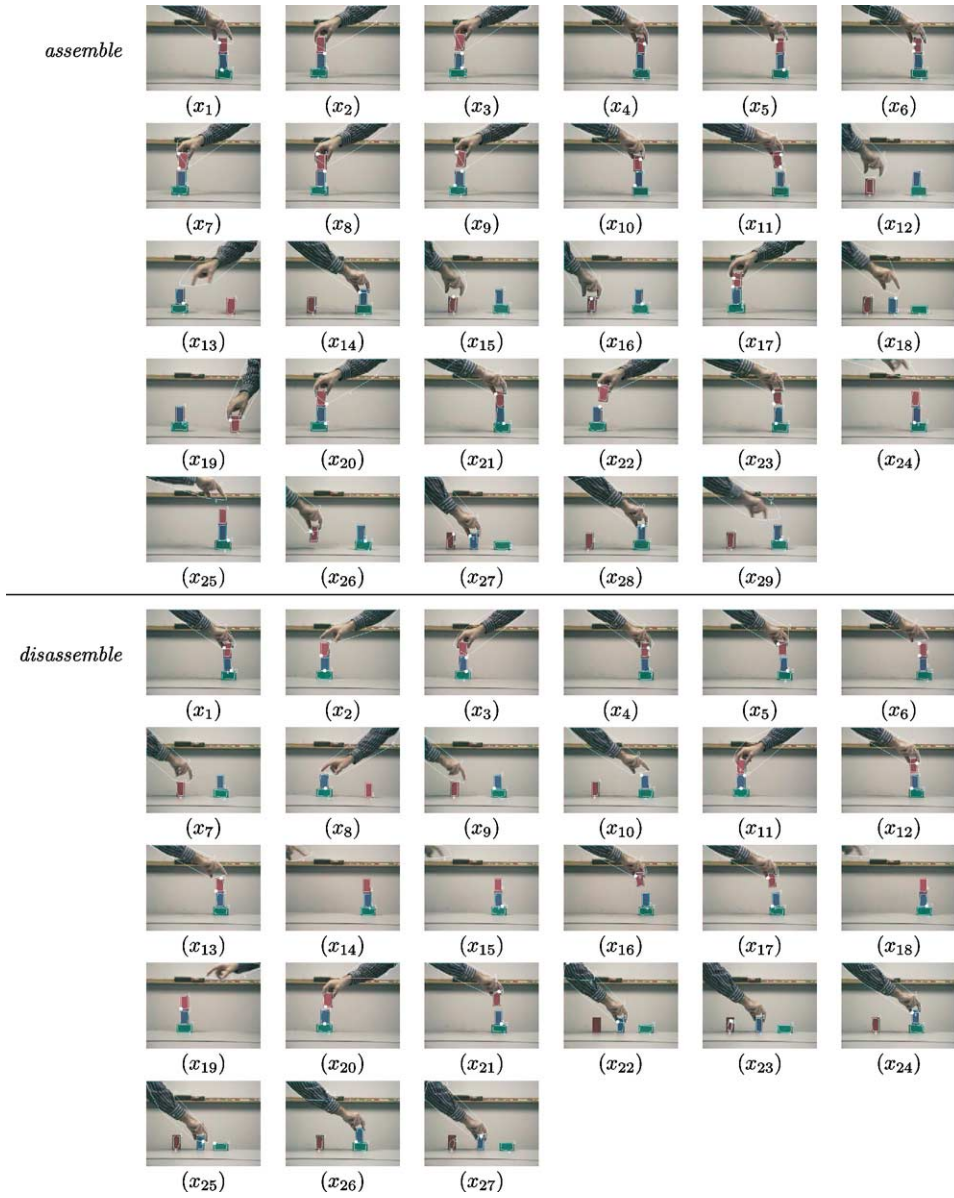 assemble
(x1) (x2) (x3) (x4) (x5) (x6)
(x7) (x8) (x9) (x10) (x11) (x12)
(x13) (x14) (x15) (x16) (x17) (x18)
(x19) (x20) (x21) (x22) (x23) (x24)
(x25) (x26) (x27) (x28) (x29)
disassemble
(x1) (x2) (x3) (x4) (x5) (x6)
(x7) (x8) (x9) (x10) (x11) (x12)
(x13) (x14) (x15) (x16) (x17) (x18)
(x19) (x20) (x21) (x22) (x23) (x24)
(x25) (x26) (x27)